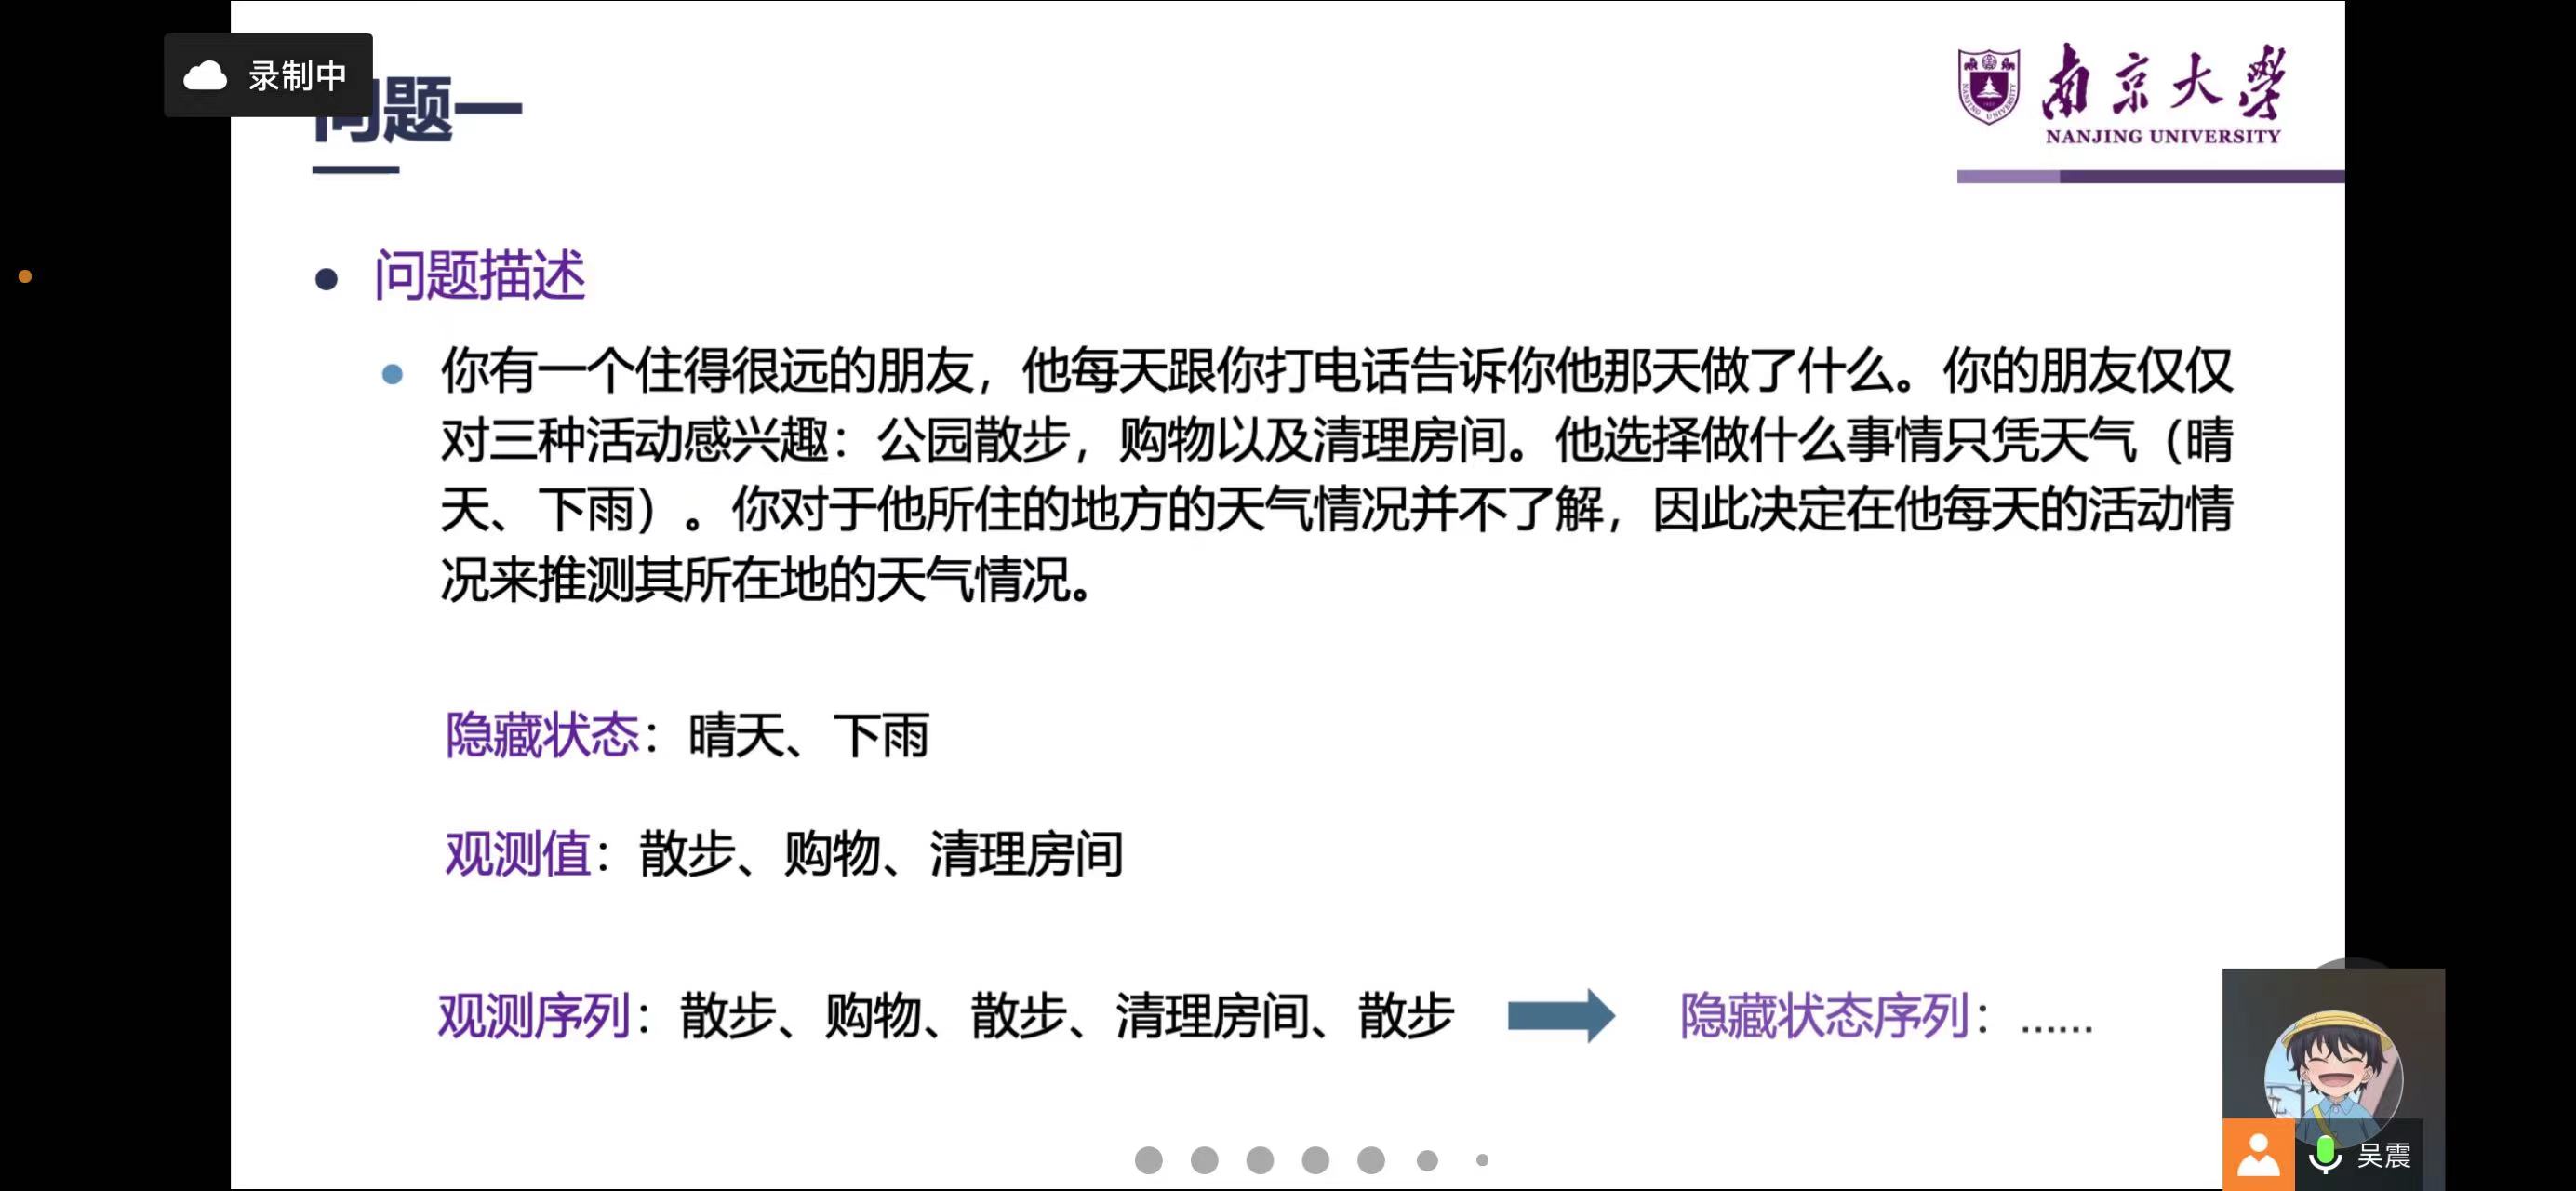 录制中
问题一
南京大学
NANJING UNIVERSITY
问题描述
你有一个住得很远的朋友，他每天跟你打电话告诉你他那天做了什么。你的朋友仅仅
对三种活动感兴趣：公园散步，购物以及清理房间。他选择做什么事情只凭天气（晴
天、下雨）。你对于他所住的地方的天气情况并不了解，因此决定在他每天的活动情
况来推测其所在地的天气情况。
隐藏状态：晴天、下雨
观测值：散步、购物、清理房间
观测序列：散步、购物、散步、清理房间、散步
隐藏状态序列：......
吴震